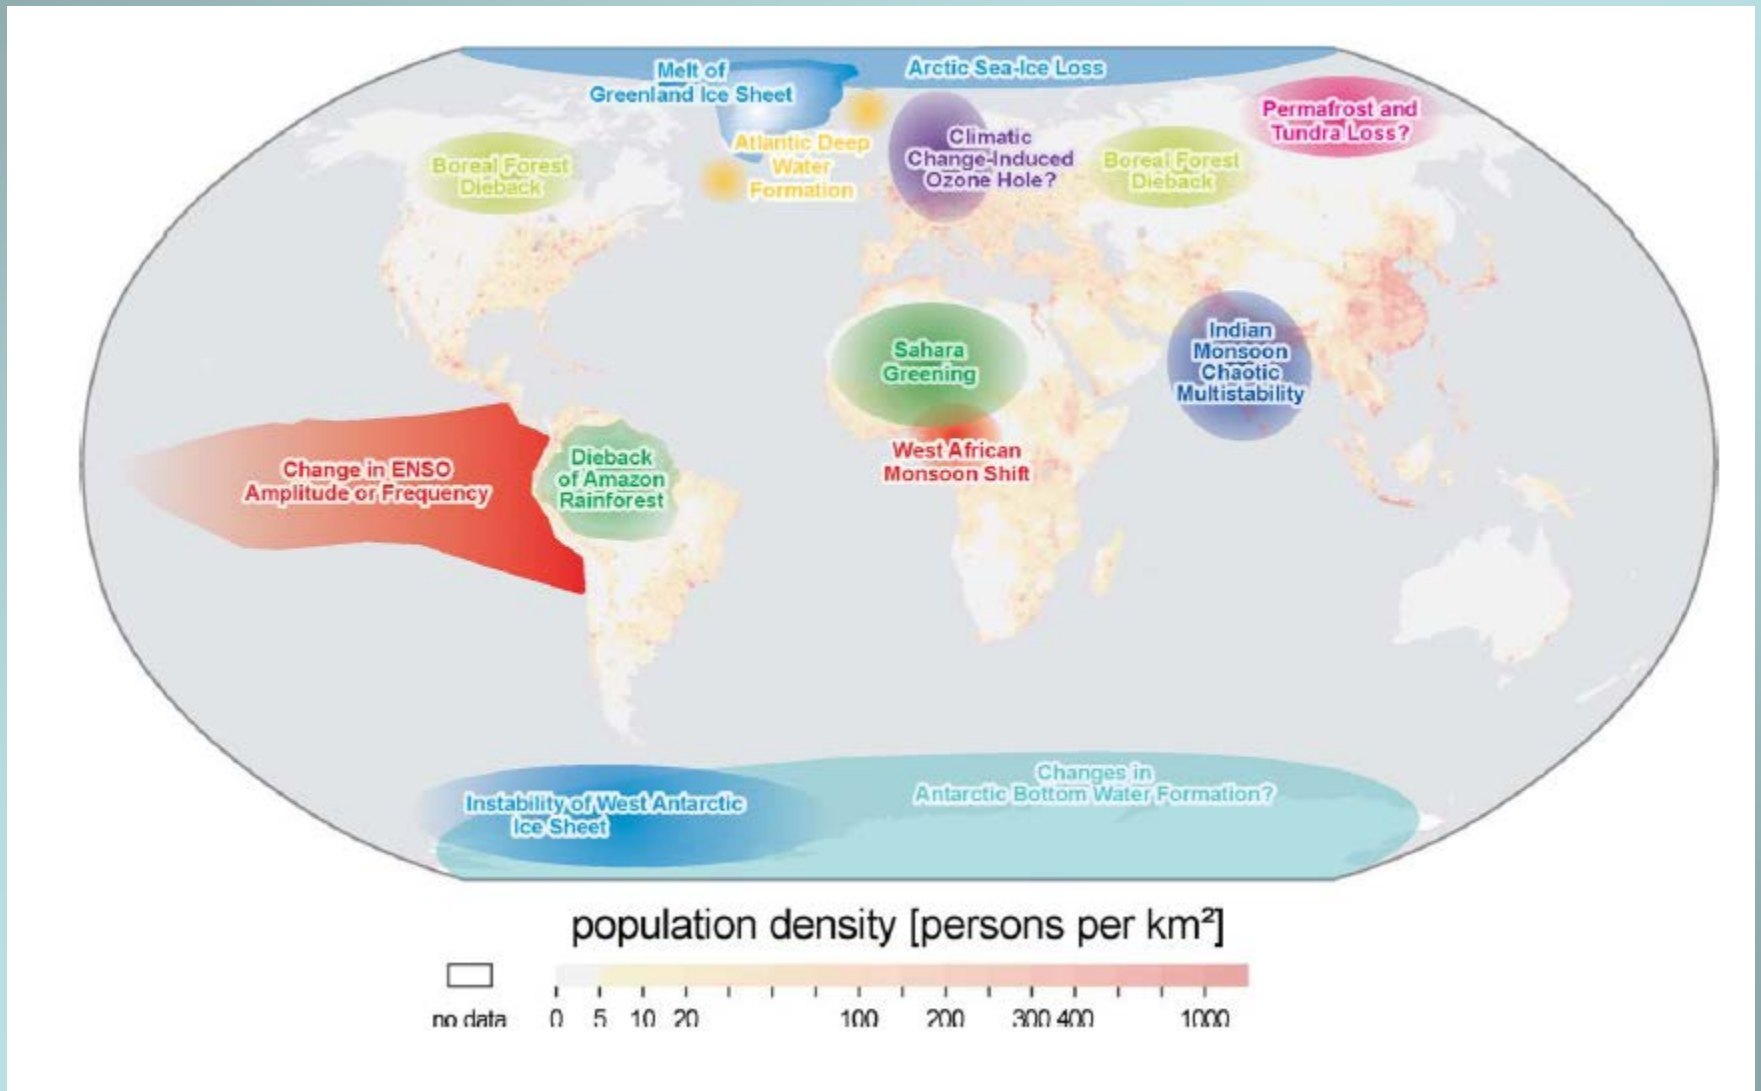 Melt of
Greenland Ice Sheet
Arctic Sea-Ice Loss
Permafrost and
Tundra Loss?
Atlantic Deep
Water
Formation
Climatic
Change-Induced
Ozone Hole?
Boreal Forest
Dieback
Boreal Forest
Dieback
Sahara
Greening
Indian
Monsoon
Chaotic
Multistability
West African
Monsoon Shift
Change in ENSO
Amplitude or Frequency
Dieback
of Amazon
Rainforest
Changes in
Antarctic Bottom Water Formation?
Instability of West Antarctic
Ice Sheet
population density [persons per km²]
no data 0 5 10 20 100 200 300 400 1000